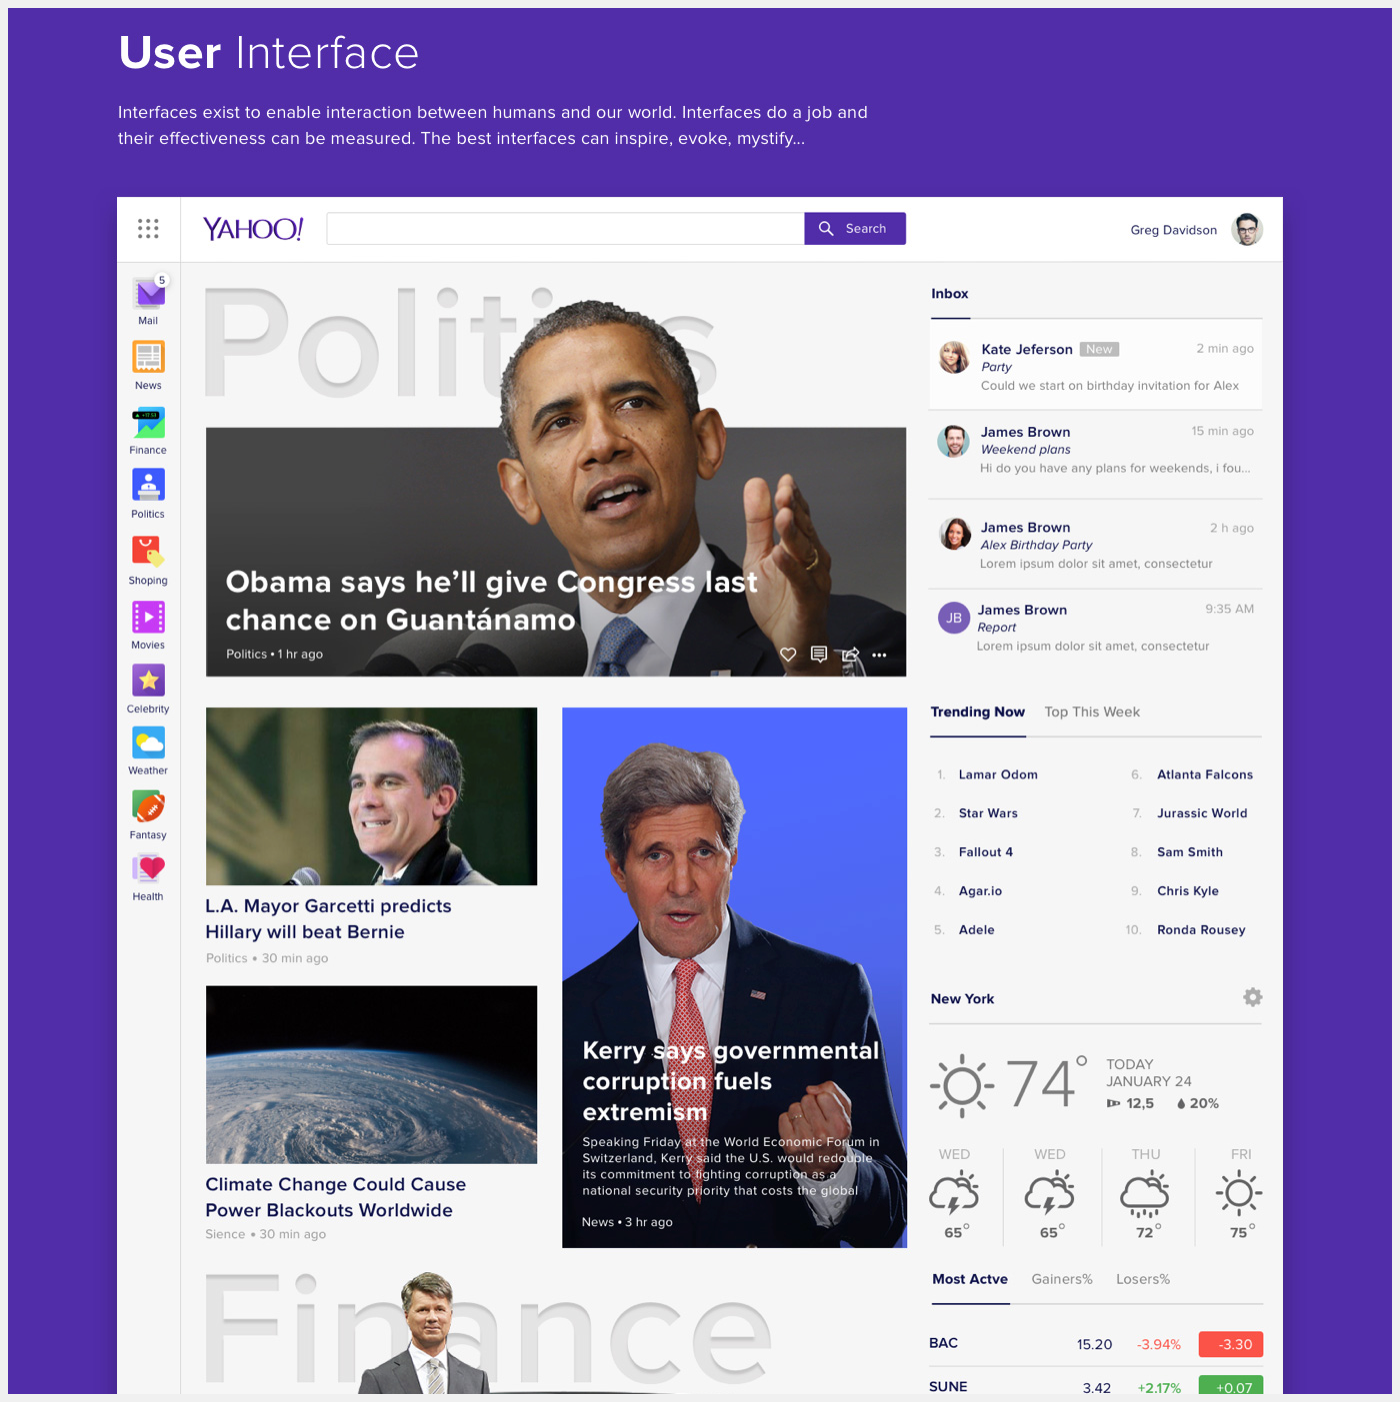 User Interface
Interfaces exist to enable interaction between humans and our world. Interfaces do a job and
their effectiveness can be measured. The best interfaces can inspire, evoke, mystify...
YAHOO!
Search
Greg Davidson
5
Mail
News
+17.51
Finance
Politics
Shoping
Movies
Celebrity
Weather
Fantasy
Health
Politics
Obama says he’ll give Congress last
chance on Guantánamo
Politics • 1 hr ago
L.A. Mayor Garcetti predicts
Hillary will beat Bernie
Politics • 30 min ago
Climate Change Could Cause
Power Blackouts Worldwide
Sience • 30 min ago
Kerry says governmental
corruption fuels
extremism
Speaking Friday at the World Economic Forum in
Switzerland, Kerry said the U.S. would redouble
its commitment to fighting corruption as a
national security priority that costs the global
News • 3 hr ago
Finance
Inbox
Kate Jeferson New 2 min ago
Party
Could we start on birthday invitation for Alex
James Brown 15 min ago
Weekend plans
Hi do you have any plans for weekends, i fou...
James Brown 2 h ago
Alex Birthday Party
Lorem ipsum dolor sit amet, consectetur
JB James Brown 9:35 AM
Report
Lorem ipsum dolor sit amet, consectetur
Trending Now Top This Week
1. Lamar Odom 6. Atlanta Falcons
2. Star Wars 7. Jurassic World
3. Fallout 4 8. Sam Smith
4. Agar.io 9. Chris Kyle
5. Adele 10. Ronda Rousey
New York
74° TODAY
JANUARY 24
12,5 20%
WED WED THU FRI
65° 65° 72° 75°
Most Actve Gainers% Losers%
BAC 15.20 -3.94% -3.30
SUNE 3.42 +2.17% +0.07